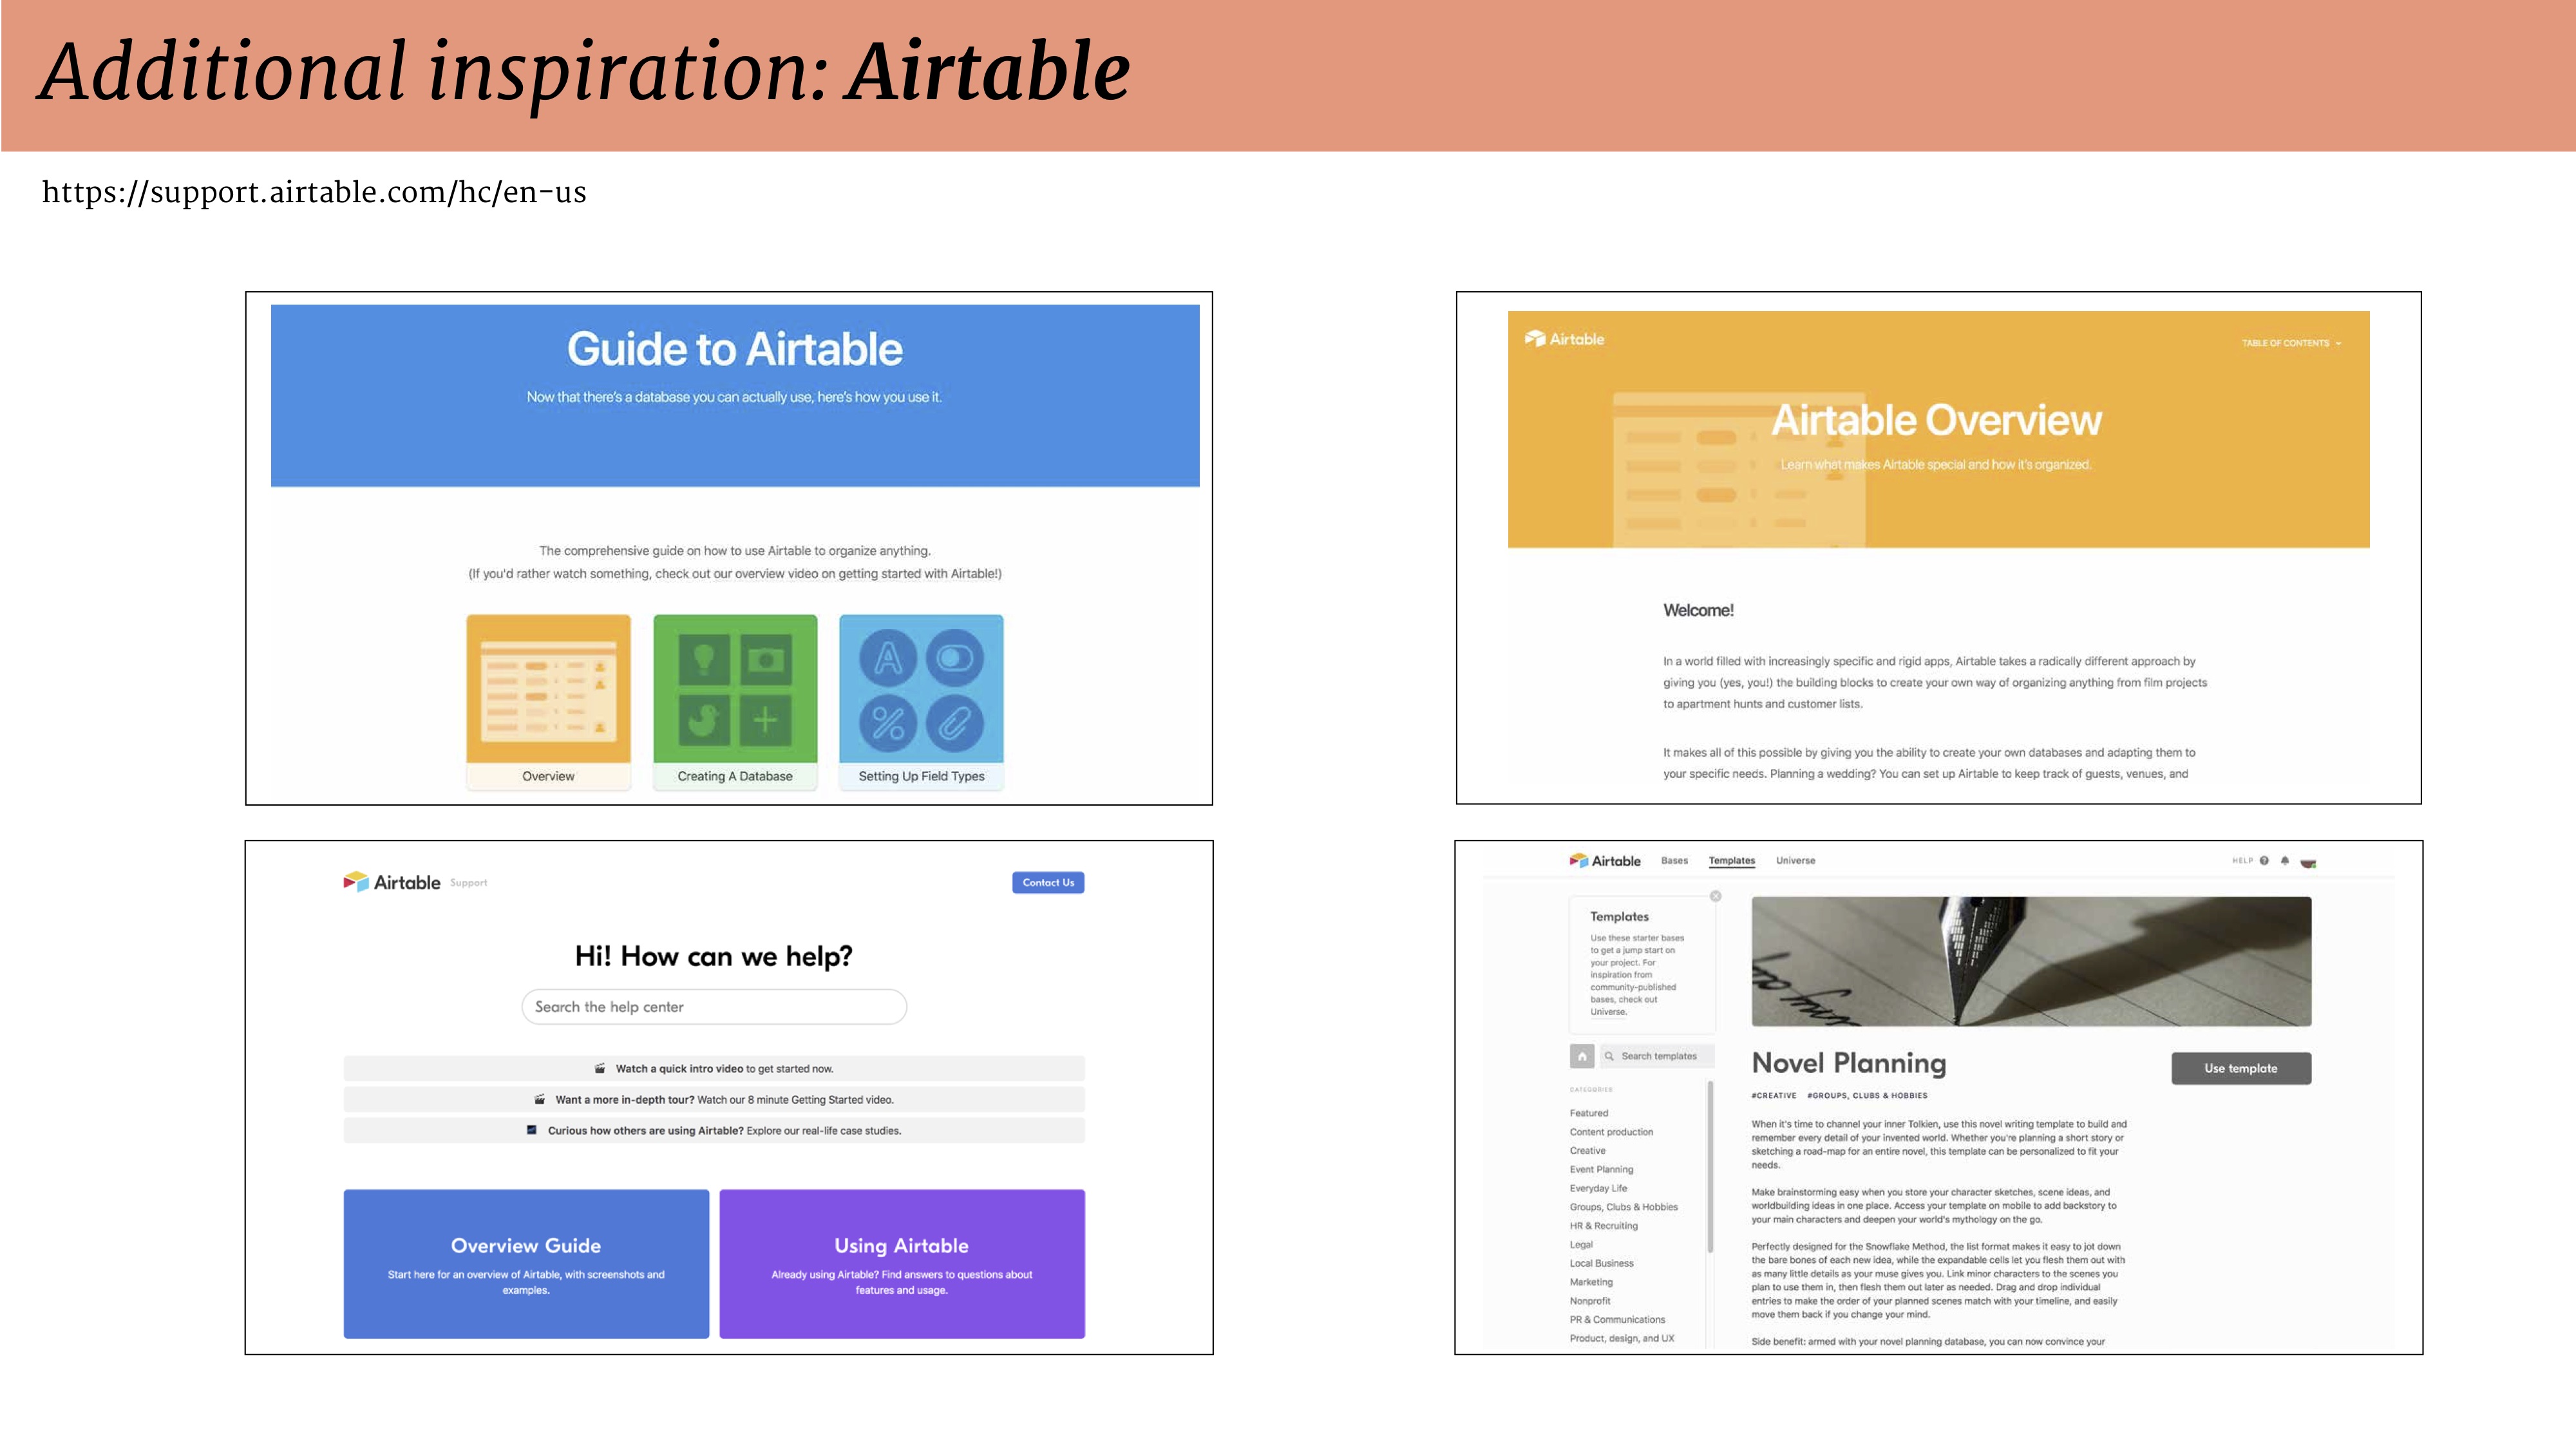 Additional inspiration: Airtable
https://support.airtable.com/hc/en-us
Guide to Airtable
Now that there's a database you can actually use, here's how you use it.
The comprehensive guide on how to use Airtable to organize anything.
(If you'd rather watch something, check out our overview video on getting started with Airtable!)
A
%
Overview
Creating A Database
Setting Up Field Types
Airtable
TABLE OF CONTENTS
Airtable Overview
Learn what makes Airtable special and how it's organized.
Welcome!
In a world filled with increasingly specific and rigid apps, Airtable takes a radically different approach by
giving you (yes, you!) the building blocks to create your own way of organizing anything from film projects
to apartment hunts and customer lists.
It makes all of this possible by giving you the ability to create your own databases and adapting them to
your specific needs. Planning a wedding? You can set up Airtable to keep track of guests, venues, and
Airtable Support
Contact Us
Hi! How can we help?
Search the help center
Watch a quick intro video to get started now.
Want a more in-depth tour? Watch our 8 minute Getting Started video.
Curious how others are using Airtable? Explore our real-life case studies.
Overview Guide
Start here for an overview of Airtable, with screenshots and
examples.
Using Airtable
Already using Airtable? Find answers to questions about
features and usage.
Airtable Bases Templates Universe
HELP ?
Templates
Use these starter bases
to get a jump start on
your project. For
inspiration from
community-published
bases, check out
Universe.
Search templates
CATEGORIES
Featured
Content production
Creative
Event Planning
Everyday Life
Groups, Clubs & Hobbies
HR & Recruiting
Legal
Local Business
Marketing
Nonprofit
PR & Communications
Product, design, and UX
Novel Planning
Use template
#CREATIVE #GROUPS, CLUBS & HOBBIES
When it's time to channel your inner Tolkien, use this novel writing template to build and
remember every detail of your invented world. Whether you're planning a short story or
sketching a road-map for an entire novel, this template can be personalized to fit your
needs.
Make brainstorming easy when you store your character sketches, scene ideas, and
worldbuilding ideas in one place. Access your template on mobile to add backstory to
your main characters and deepen your world's mythology on the go.
Perfectly designed for the Snowflake Method, the list format makes it easy to jot down
the bare bones of each new idea, while the expandable cells let you flesh them out with
as many little details as your muse gives you. Link minor characters to the scenes you
plan to use them in, then flesh them out later as needed. Drag and drop individual
entries to make the order of your planned scenes match with your timeline, and easily
move them back if you change your mind.
Side benefit: armed with your novel planning database, you can now convince your